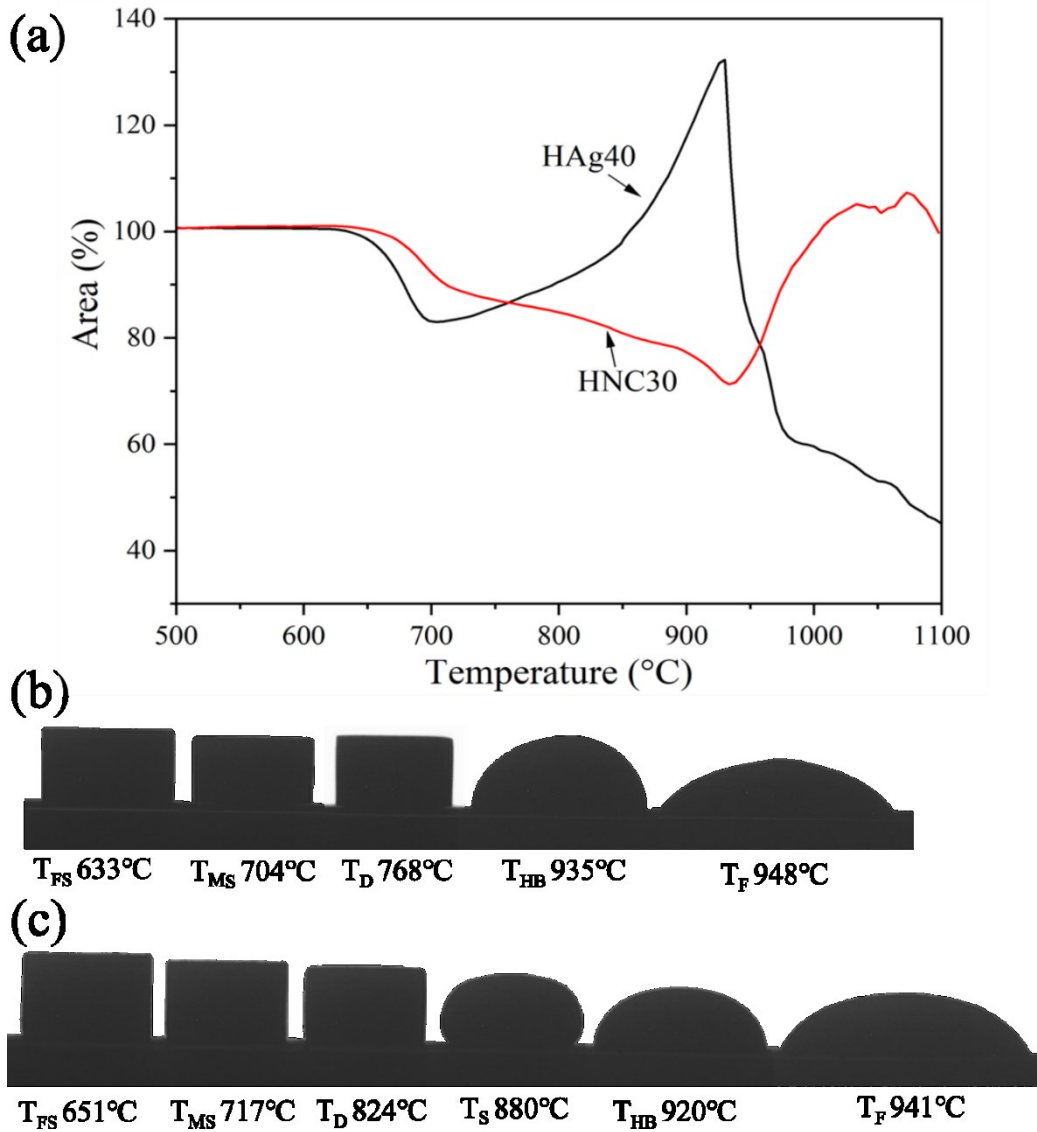 (a)
140
120
100
80
60
40
Area (%)
HAg40
HNC30
500 600 700 800 900 1000 1100
Temperature (°C)
(b)
T_FS 633°C T_MS 704°C T_D 768°C T_HB 935°C T_F 948°C
(c)
T_FS 651°C T_MS 717°C T_D 824°C T_S 880°C T_HB 920°C T_F 941°C